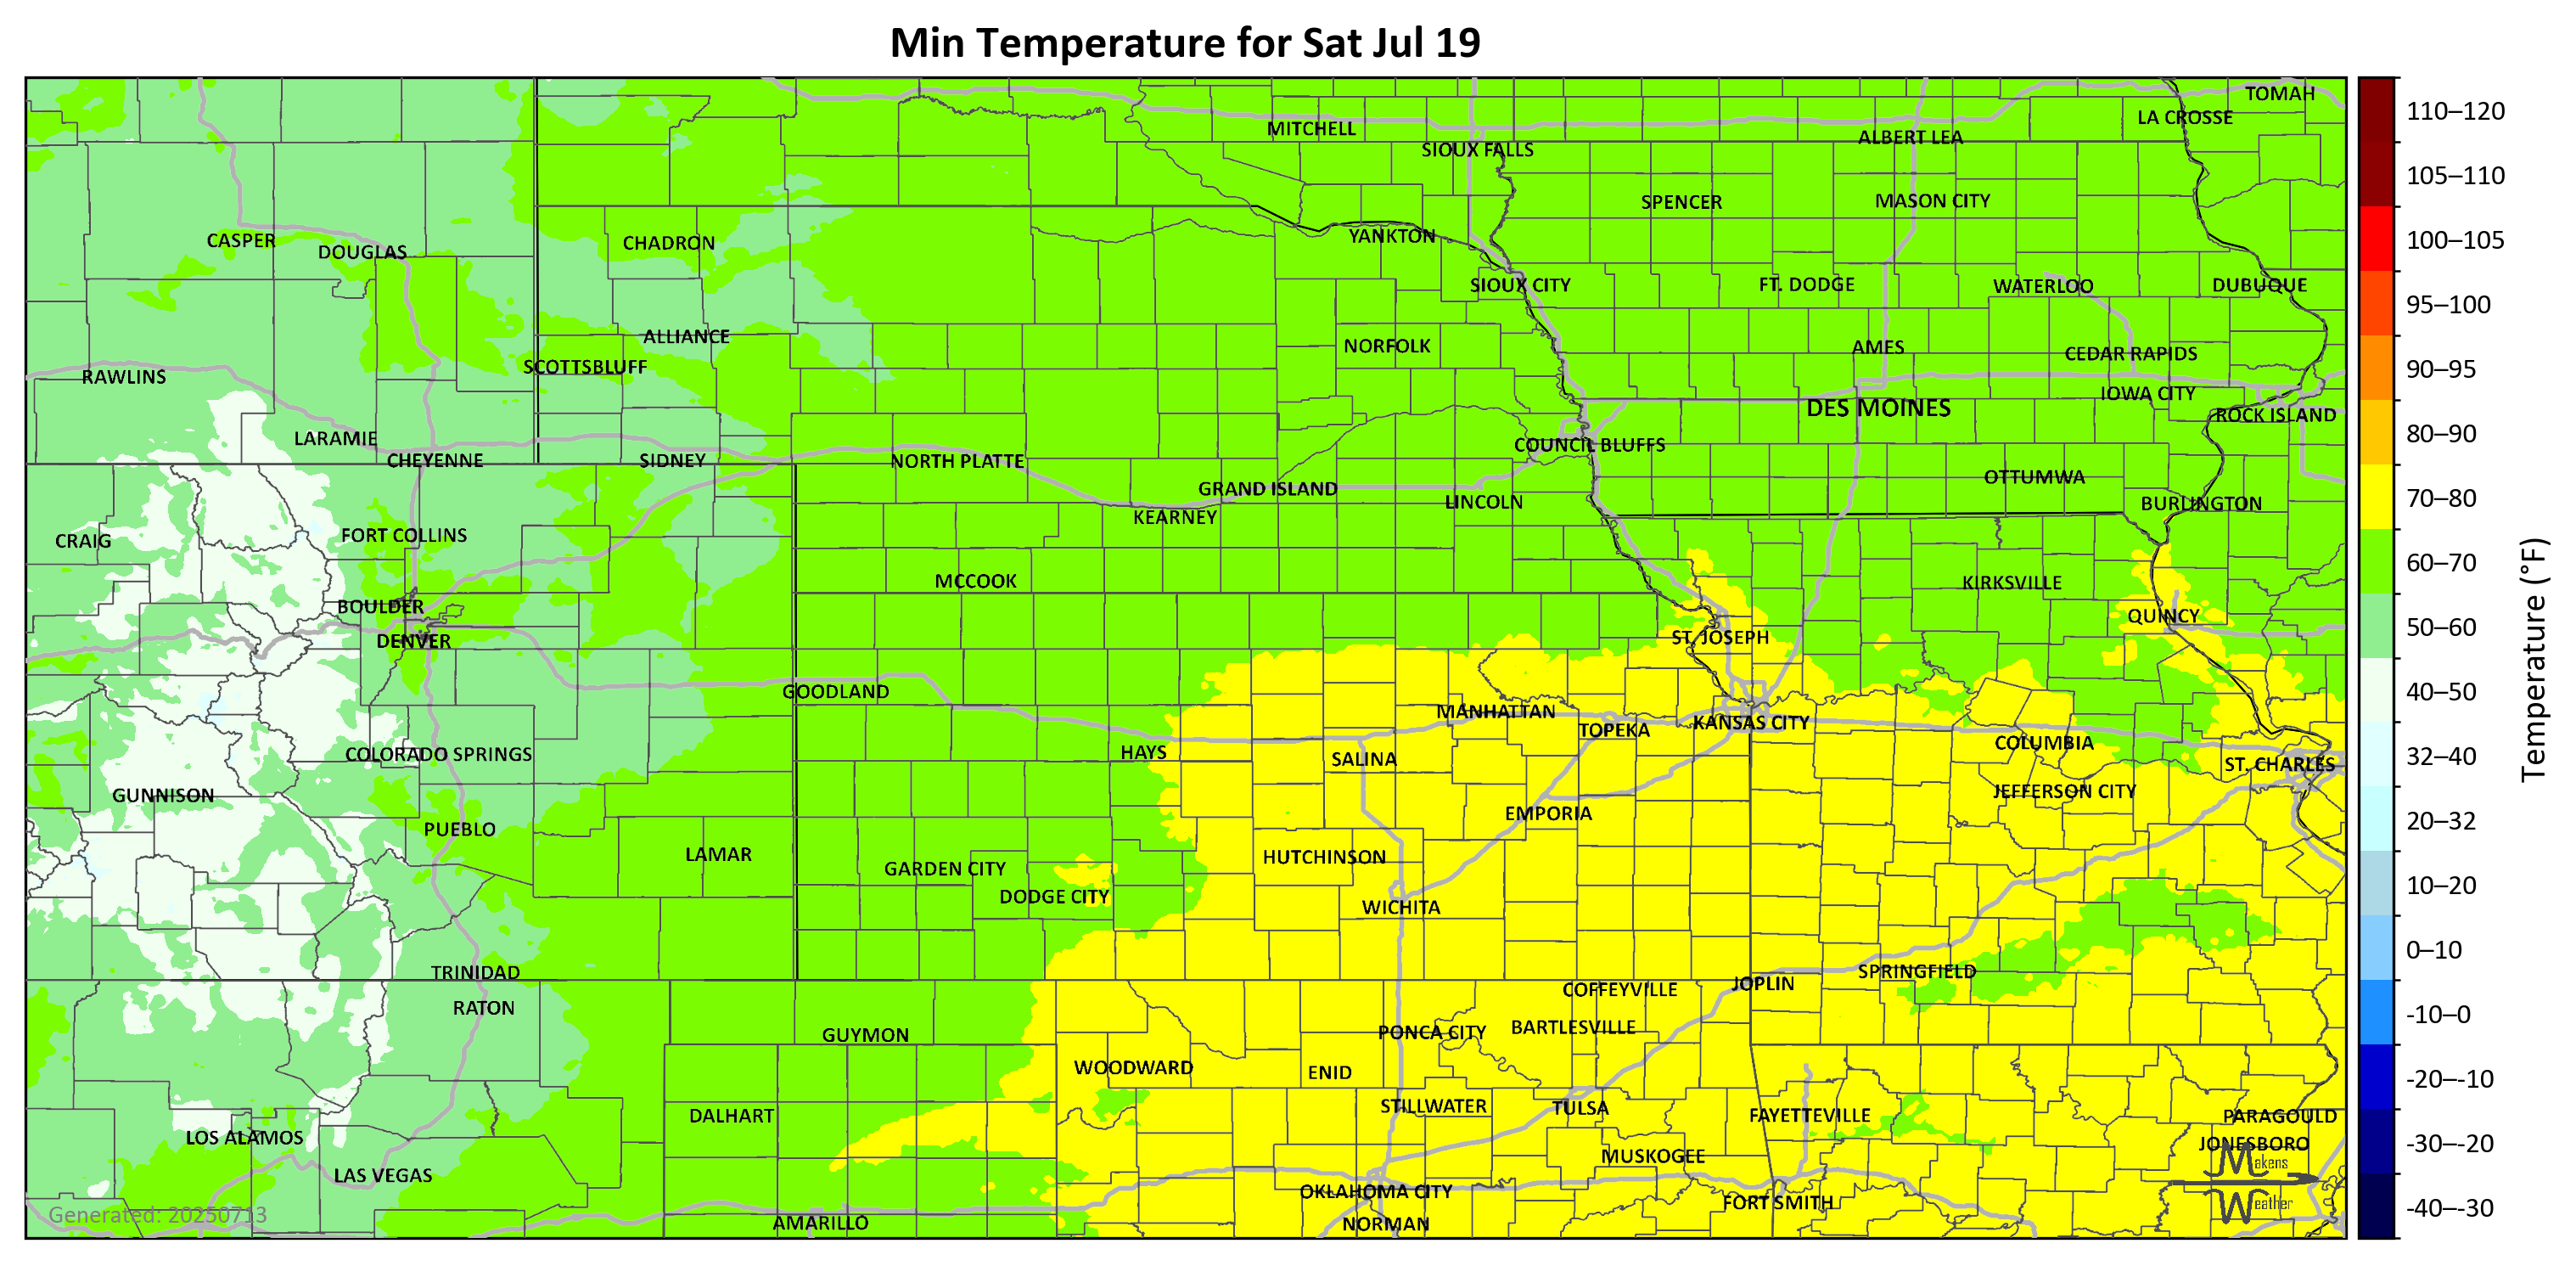 Min Temperature for Sat Jul 19
TOMAH
LA CROSSE
MITCHELL
ALBERT LEA
SIOUX FALLS
SPENCER
MASON CITY
CASPER
DOUGLAS
CHADRON
YANKTON
SIOUX CITY
FT. DODGE
WATERLOO
DUBUQUE
ALLIANCE
NORFOLK
AMES
CEDAR RAPIDS
SCOTTSBLUFF
RAWLINS
IOWA CITY
DES MOINES
ROCK ISLAND
LARAMIE
COUNCIL BLUFFS
CHEYENNE
SIDNEY
NORTH PLATTE
OTTUMWA
GRAND ISLAND
LINCOLN
BURLINGTON
KEARNEY
CRAIG
FORT COLLINS
MCCOOK
KIRKSVILLE
BOULDER
QUINCY
DENVER
ST. JOSEPH
GOODLAND
MANHATTAN
TOPEKA
KANSAS CITY
COLORADO SPRINGS
HAYS
SALINA
COLUMBIA
ST. CHARLES
GUNNISON
JEFFERSON CITY
PUEBLO
EMPORIA
LAMAR
HUTCHINSON
GARDEN CITY
DODGE CITY
WICHITA
TRINIDAD
SPRINGFIELD
JOPLIN
COFFEYVILLE
RATON
GUYMON
PONCA CITY
BARTLESVILLE
WOODWARD
ENID
DALHART
STILLWATER
TULSA
FAYETTEVILLE
PARAGOULD
LOS ALAMOS
JONESBORO
MUSKOGEE
LAS VEGAS
OKLAHOMA CITY
FORT SMITH
AMARILLO
NORMAN
Generated: 20250713
Makens
Weather
110–120
105–110
100–105
95–100
90–95
80–90
70–80
60–70
50–60
40–50
32–40
20–32
10–20
0–10
-10–0
-20–-10
-30–-20
-40–-30
Temperature (°F)